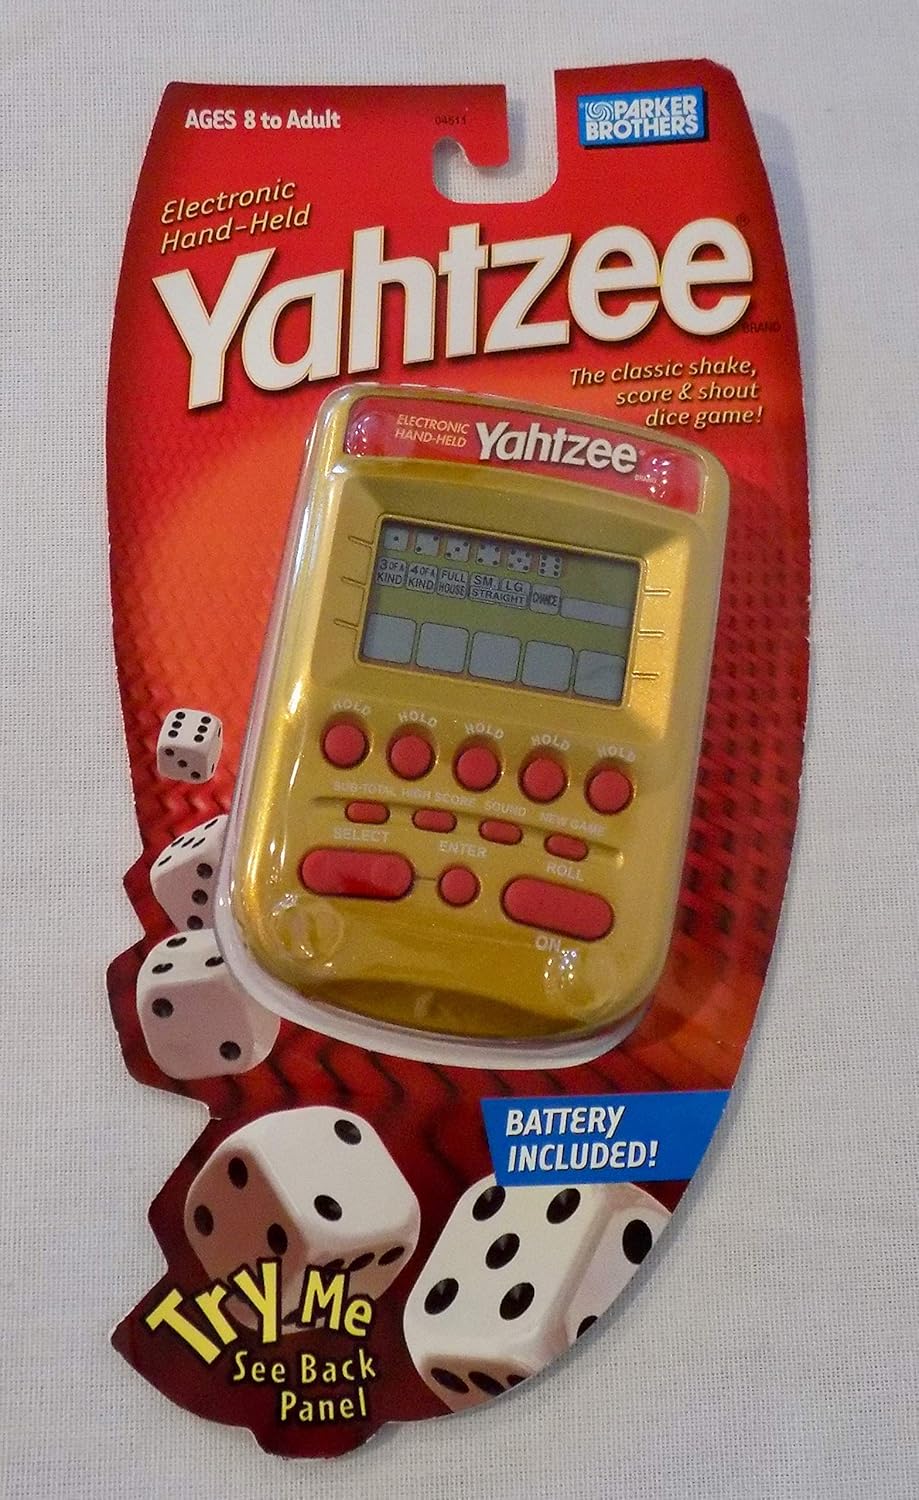 AGES 8 to Adult
04511
PARKER
BROTHERS
Electronic
Hand-Held
Yahtzee®
BRAND
The classic shake,
score & shout
dice game!
ELECTRONIC
HAND-HELD
Yahtzee®
BRAND
3 OF A KIND 4 OF A KIND FULL HOUSE SM LG STRAIGHT CHANCE
HOLD HOLD HOLD HOLD HOLD
SUB-TOTAL HIGH SCORE SOUND NEW GAME
SELECT ENTER ROLL
ON
BATTERY
INCLUDED!
Try Me
See Back
Panel